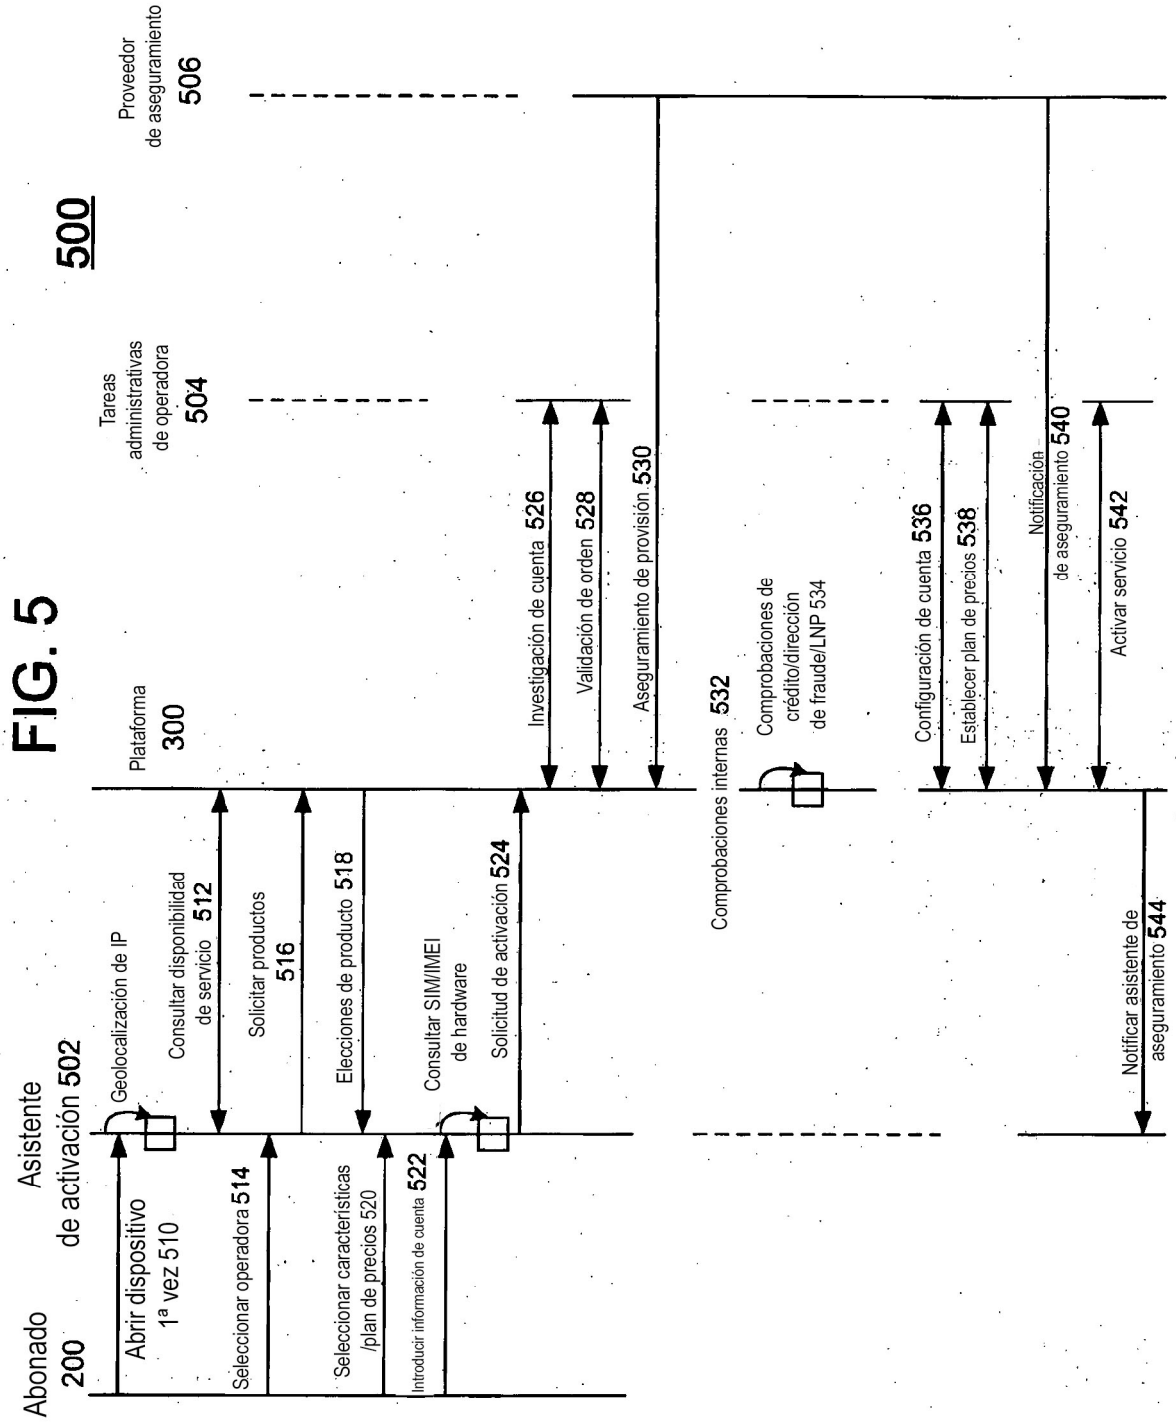 FIG. 5
500
Abonado
200
Asistente
de activación 502
Plataforma
300
Tareas
administrativas
de operadora
504
Proveedor
de aseguramiento
506
Abrir dispositivo
1ª vez 510
Geolocalización de IP
Consultar disponibilidad
de servicio 512
Seleccionar operadora 514
Solicitar productos
516
Elecciones de producto 518
Seleccionar características
/plan de precios 520
Introducir información de cuenta 522
Consultar SIM/IMEI
de hardware
Solicitud de activación 524
Investigación de cuenta 526
Validación de orden 528
Aseguramiento de provisión 530
Comprobaciones internas 532
Comprobaciones de
crédito/dirección
de fraude/LNP 534
Configuración de cuenta 536
Establecer plan de precios 538
Notificación
de aseguramiento 540
Activar servicio 542
Notificar asistente de
aseguramiento 544